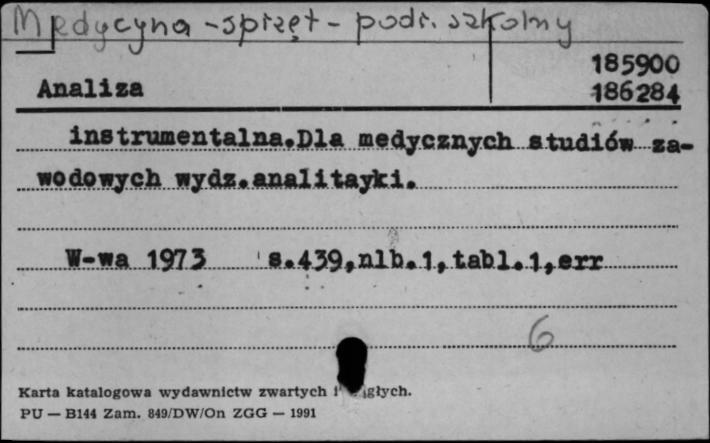 Medycyna - sprzęt - podr. szkolny
185900
Analiza 186284
instrumentalna.Dla medycznych studiów za-
wodowych wydz.analitayki.
W-wa 1973 s.439,nlb.1,tabl.1,err
6
Karta katalogowa wydawnictw zwartych i
PU — B144 Zam. 849/DW/On ZGG — 1991